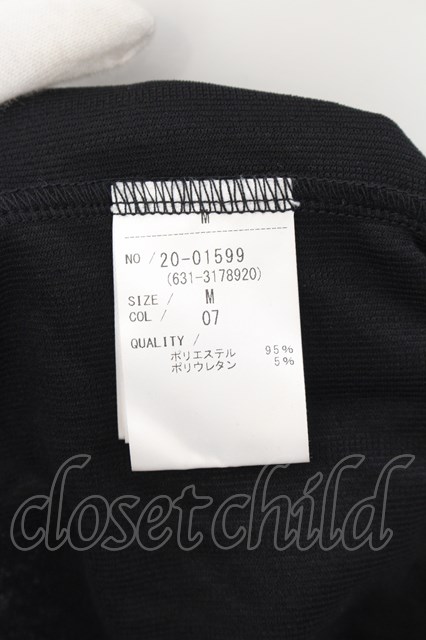 M
NO / 20-01599
(631-3178920)
SIZE / M
COL / 07
QUALITY /
ポリエステル 95%
ポリウレタン 5%
closetchild